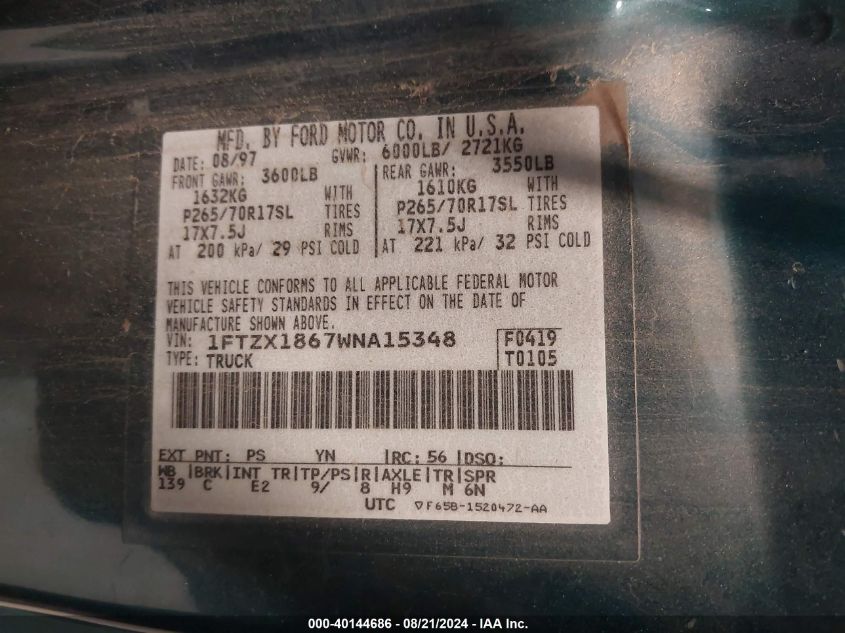 MFD. BY FORD MOTOR CO. IN U.S.A.
DATE: 08/97 GVWR: 6000LB/ 2721KG
FRONT GAWR: 3600LB REAR GAWR: 3550LB
1632KG WITH 1610KG WITH
P265/70R17SL TIRES P265/70R17SL TIRES
17X7.5J RIMS 17X7.5J RIMS
AT 200 kPa/ 29 PSI COLD AT 221 kPa/ 32 PSI COLD
THIS VEHICLE CONFORMS TO ALL APPLICABLE FEDERAL MOTOR
VEHICLE SAFETY STANDARDS IN EFFECT ON THE DATE OF
MANUFACTURE SHOWN ABOVE.
VIN: 1FTZX1867WNA15348 F0419
TYPE: TRUCK T0105
EXT PNT: PS YN RC: 56 DSO:
WB BRK INT TR TP/PS R AXLE TR SPR
139 C E2 9/ 8 H9 M 6N
UTC ▽F65B-1520472-AA
000-40144686 - 08/21/2024 - IAA Inc.